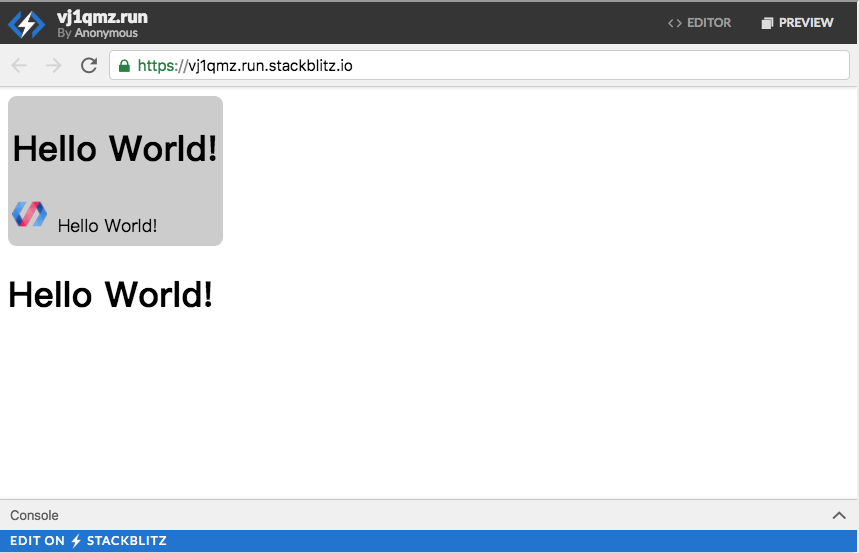 vj1qmz.run
By Anonymous
<> EDITOR
PREVIEW
https://vj1qmz.run.stackblitz.io
Hello World!
Hello World!
Hello World!
Console
EDIT ON STACKBLITZ